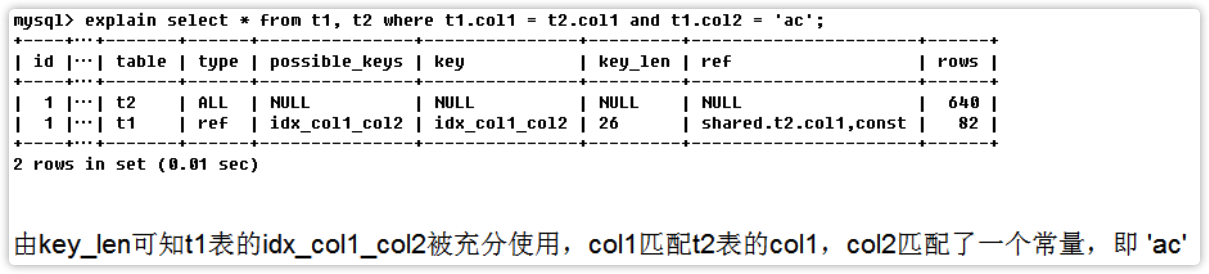 mysql> explain select * from t1, t2 where t1.col1 = t2.col1 and t1.col2 = 'ac';
+----+---+-------+------+---------------+---------------+---------+----------------------+------+
| id |…| table | type | possible_keys | key | key_len | ref | rows |
+----+---+-------+------+---------------+---------------+---------+----------------------+------+
| 1 |…| t2 | ALL | NULL | NULL | NULL | NULL | 640 |
| 1 |…| t1 | ref | idx_col1_col2 | idx_col1_col2 | 26 | shared.t2.col1,const | 82 |
+----+---+-------+------+---------------+---------------+---------+----------------------+------+
2 rows in set (0.01 sec)
由key_len可知t1表的idx_col1_col2被充分使用，col1匹配t2表的col1，col2匹配了一个常量，即 'ac'